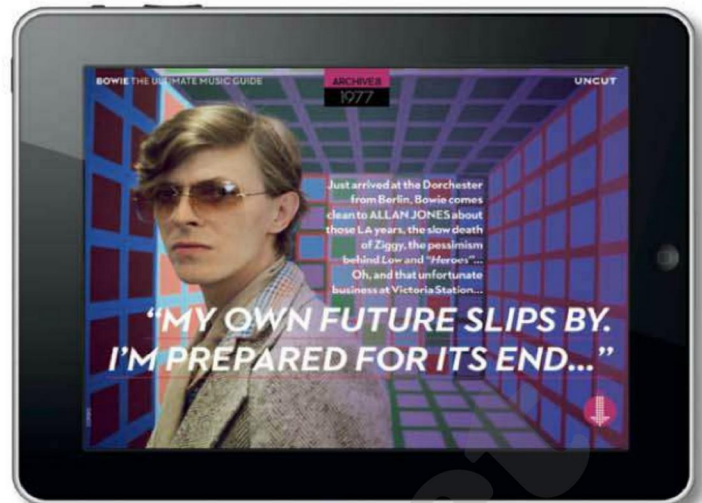 BOWIE THE ULTIMATE MUSIC GUIDE
ARCHIVE8
1977
UNCUT
Just arrived at the Dorchester
from Berlin, Bowie comes
clean to ALLAN JONES about
those LA years, the slow death
of Ziggy, the pessimism
behind Low and "Heroes"...
Oh, and that unfortunate
business at Victoria Station...
“MY OWN FUTURE SLIPS BY.
I’M PREPARED FOR ITS END...”